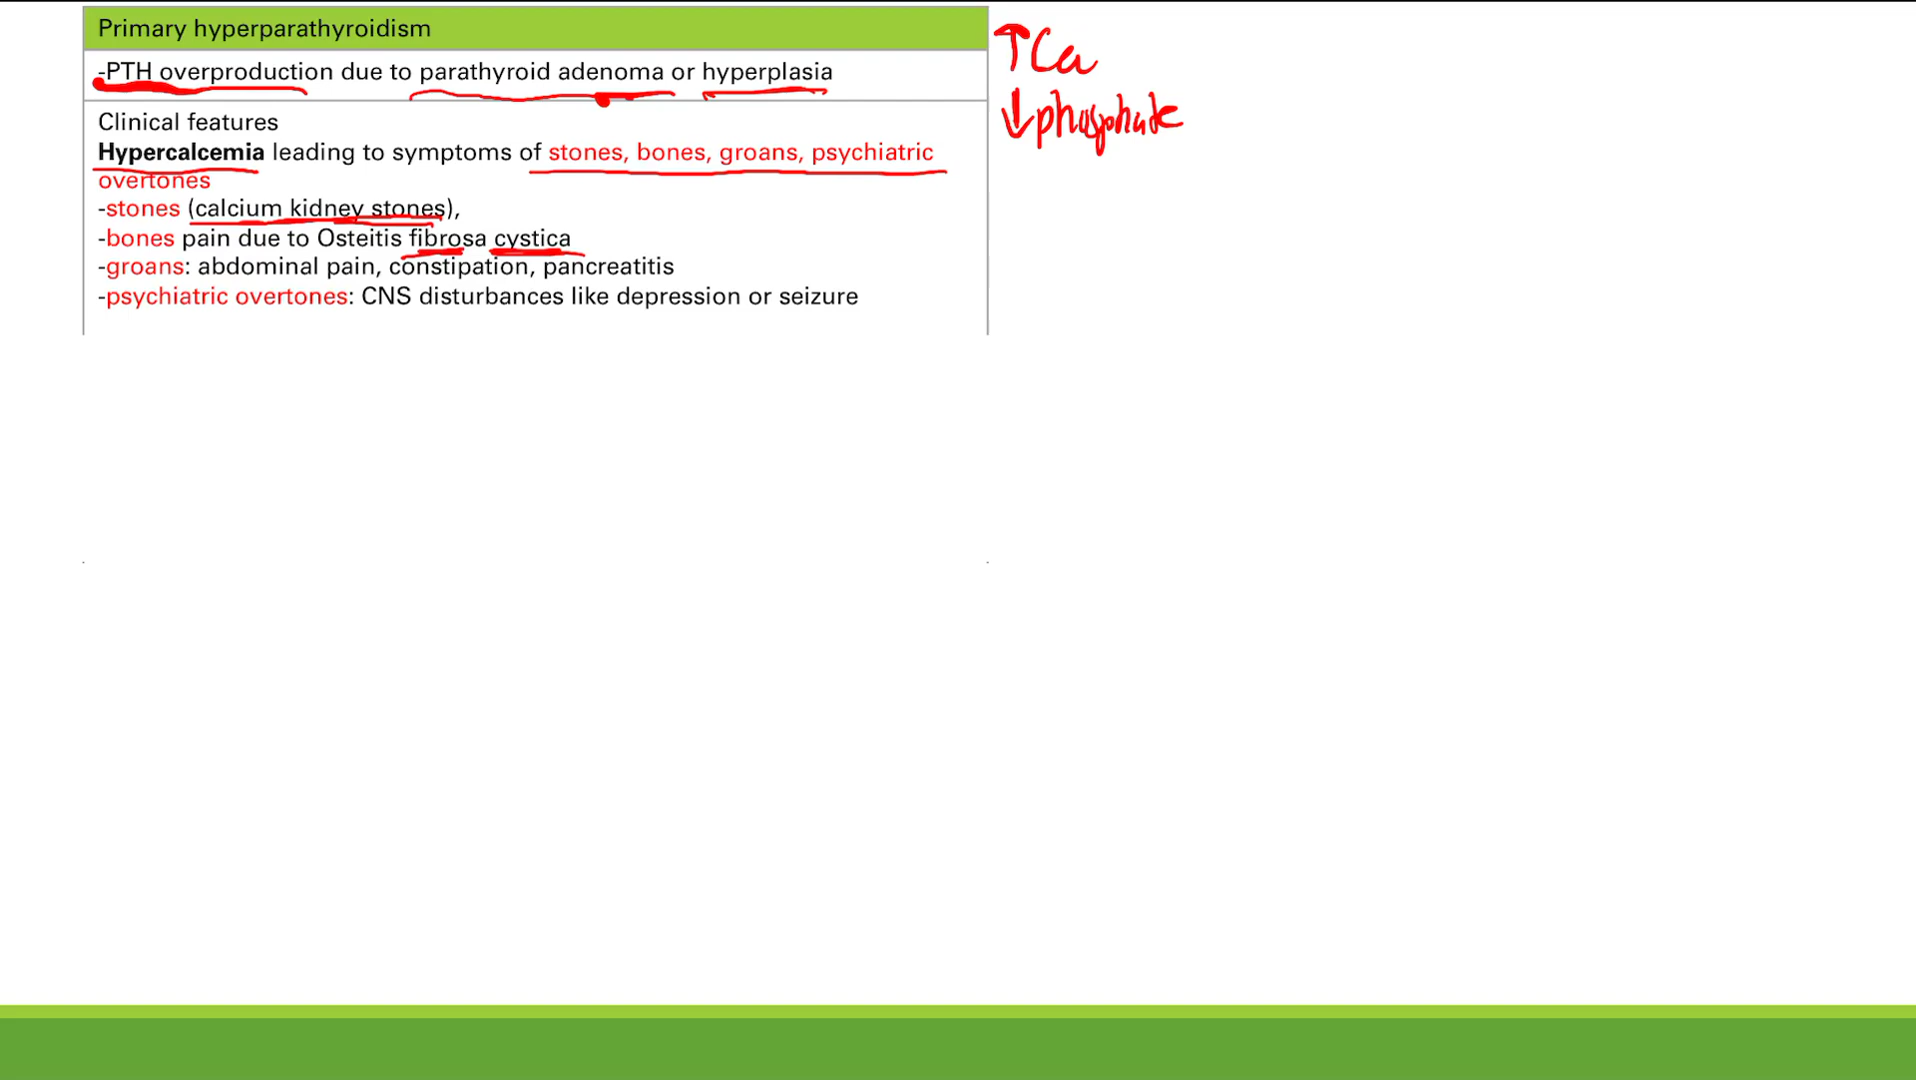 Primary hyperparathyroidism
-PTH overproduction due to parathyroid adenoma or hyperplasia
Clinical features
Hypercalcemia leading to symptoms of stones, bones, groans, psychiatric
overtones
-stones (calcium kidney stones),
-bones pain due to Osteitis fibrosa cystica
-groans: abdominal pain, constipation, pancreatitis
-psychiatric overtones: CNS disturbances like depression or seizure
↑Ca
↓phosphate